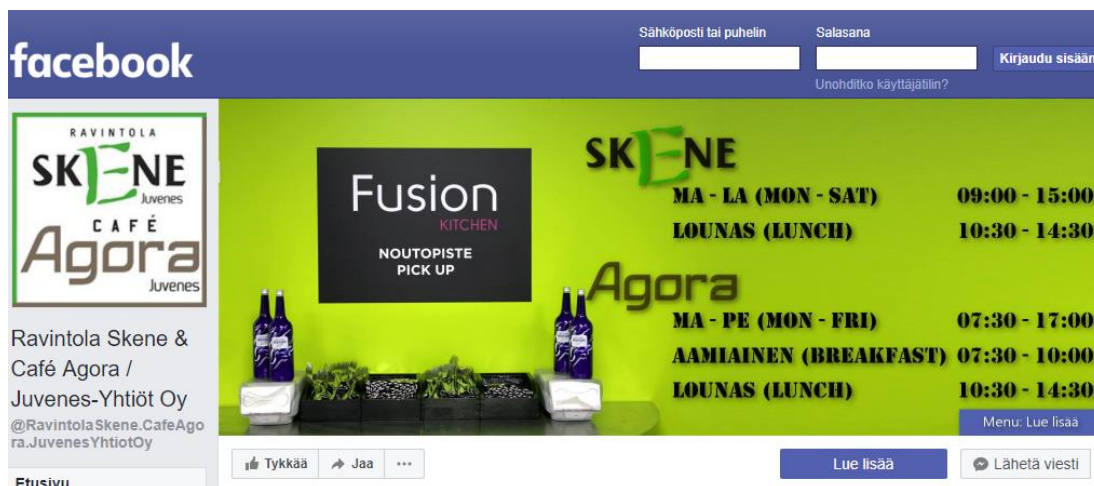 facebook
Sähköposti tai puhelin
Salasana
Kirjaudu sisään
Unohditko käyttäjätilin?
RAVINTOLA
SKENE
Juvenes
CAFÉ
Agora
Juvenes
Ravintola Skene &
Café Agora /
Juvenes-Yhtiöt Oy
@RavintolaSkene.CafeAgo
ra.JuvenesYhtiotOy
Etusivu
Fusion
KITCHEN
NOUTOPISTE
PICK UP
SKENE
MA - LA (MON - SAT) 09:00 - 15:00
LOUNAS (LUNCH) 10:30 - 14:30
Agora
MA - PE (MON - FRI) 07:30 - 17:00
AAMIAINEN (BREAKFAST) 07:30 - 10:00
LOUNAS (LUNCH) 10:30 - 14:30
Menu: Lue lisää
Tykkää
Jaa
Lue lisää
Lähetä viesti